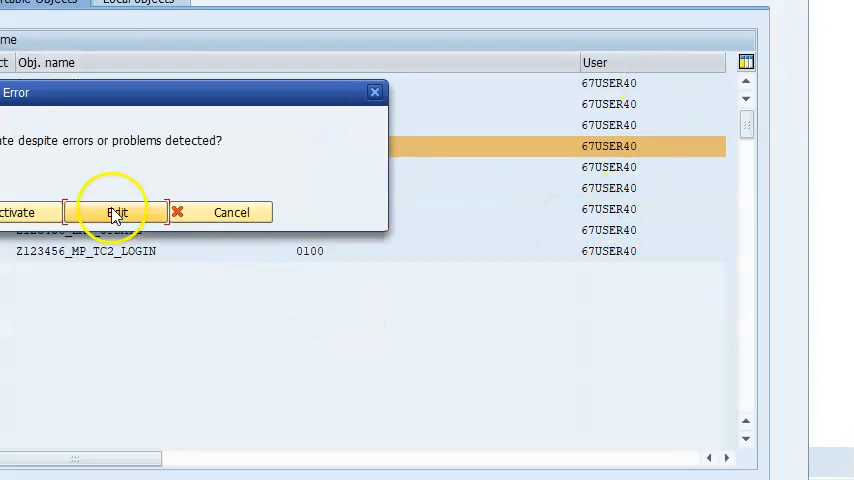 Local objects
me
ct Obj. name User
67USER40
Error
67USER40
67USER40
ate despite errors or problems detected?
67USER40
67USER40
67USER40
ctivate Edit Cancel
67USER40
67USER40
Z123456_MP_TC2_LOGIN 0100 67USER40